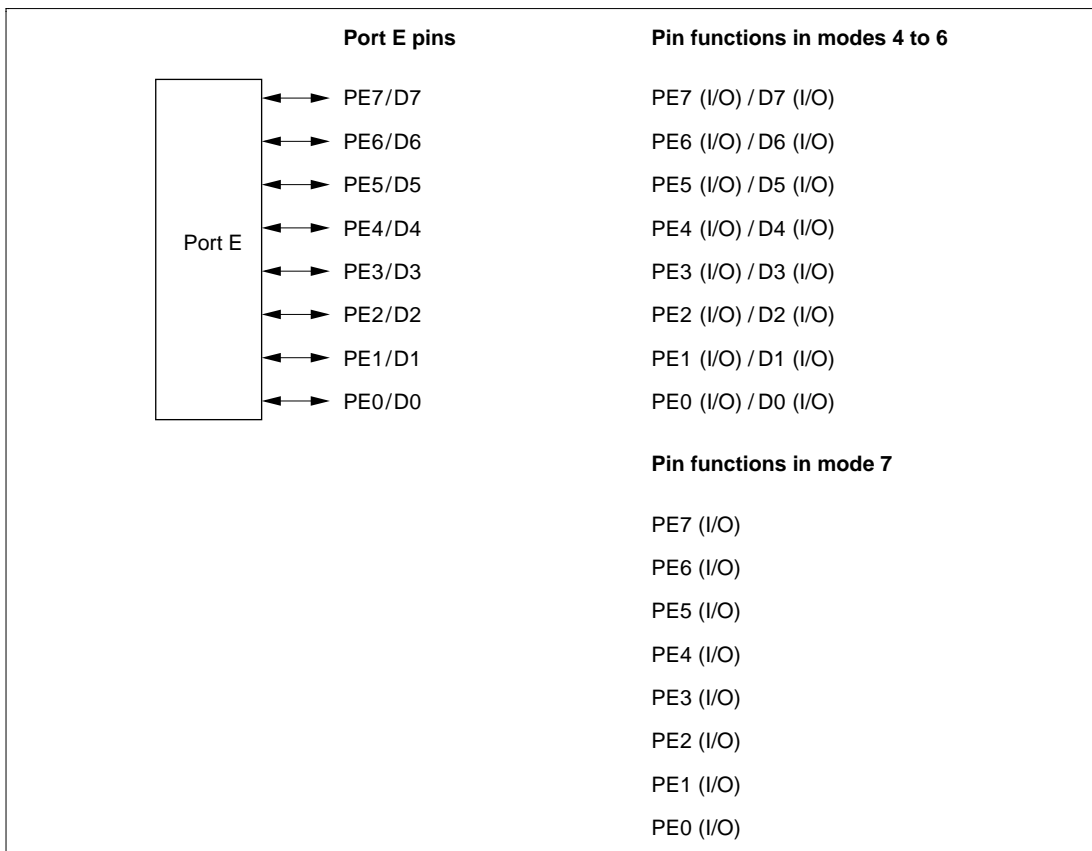 Port E pins Pin functions in modes 4 to 6
PE7/D7 PE7 (I/O) / D7 (I/O)
PE6/D6 PE6 (I/O) / D6 (I/O)
PE5/D5 PE5 (I/O) / D5 (I/O)
PE4/D4 PE4 (I/O) / D4 (I/O)
Port E
PE3/D3 PE3 (I/O) / D3 (I/O)
PE2/D2 PE2 (I/O) / D2 (I/O)
PE1/D1 PE1 (I/O) / D1 (I/O)
PE0/D0 PE0 (I/O) / D0 (I/O)
Pin functions in mode 7
PE7 (I/O)
PE6 (I/O)
PE5 (I/O)
PE4 (I/O)
PE3 (I/O)
PE2 (I/O)
PE1 (I/O)
PE0 (I/O)